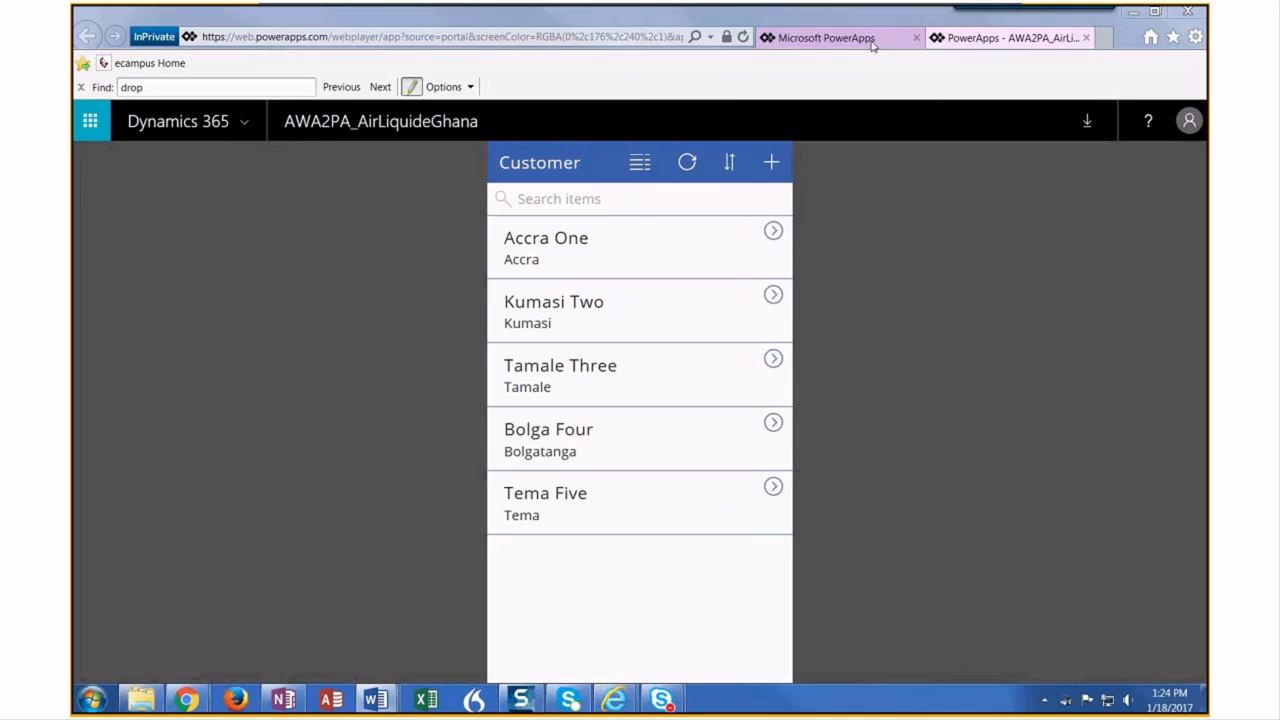 InPrivate
https://web.powerapps.com/webplayer/app?source=portal&screenColor=RGBA(0%2c176%2c240%2c1)&ap
Microsoft PowerApps
PowerApps - AWA2PA_AirLi...
ecampus Home
Find: drop
Previous Next Options
Dynamics 365
AWA2PA_AirLiquideGhana
?
Customer
Search items
Accra One
Accra
Kumasi Two
Kumasi
Tamale Three
Tamale
Bolga Four
Bolgatanga
Tema Five
Tema
1:24 PM
1/18/2017